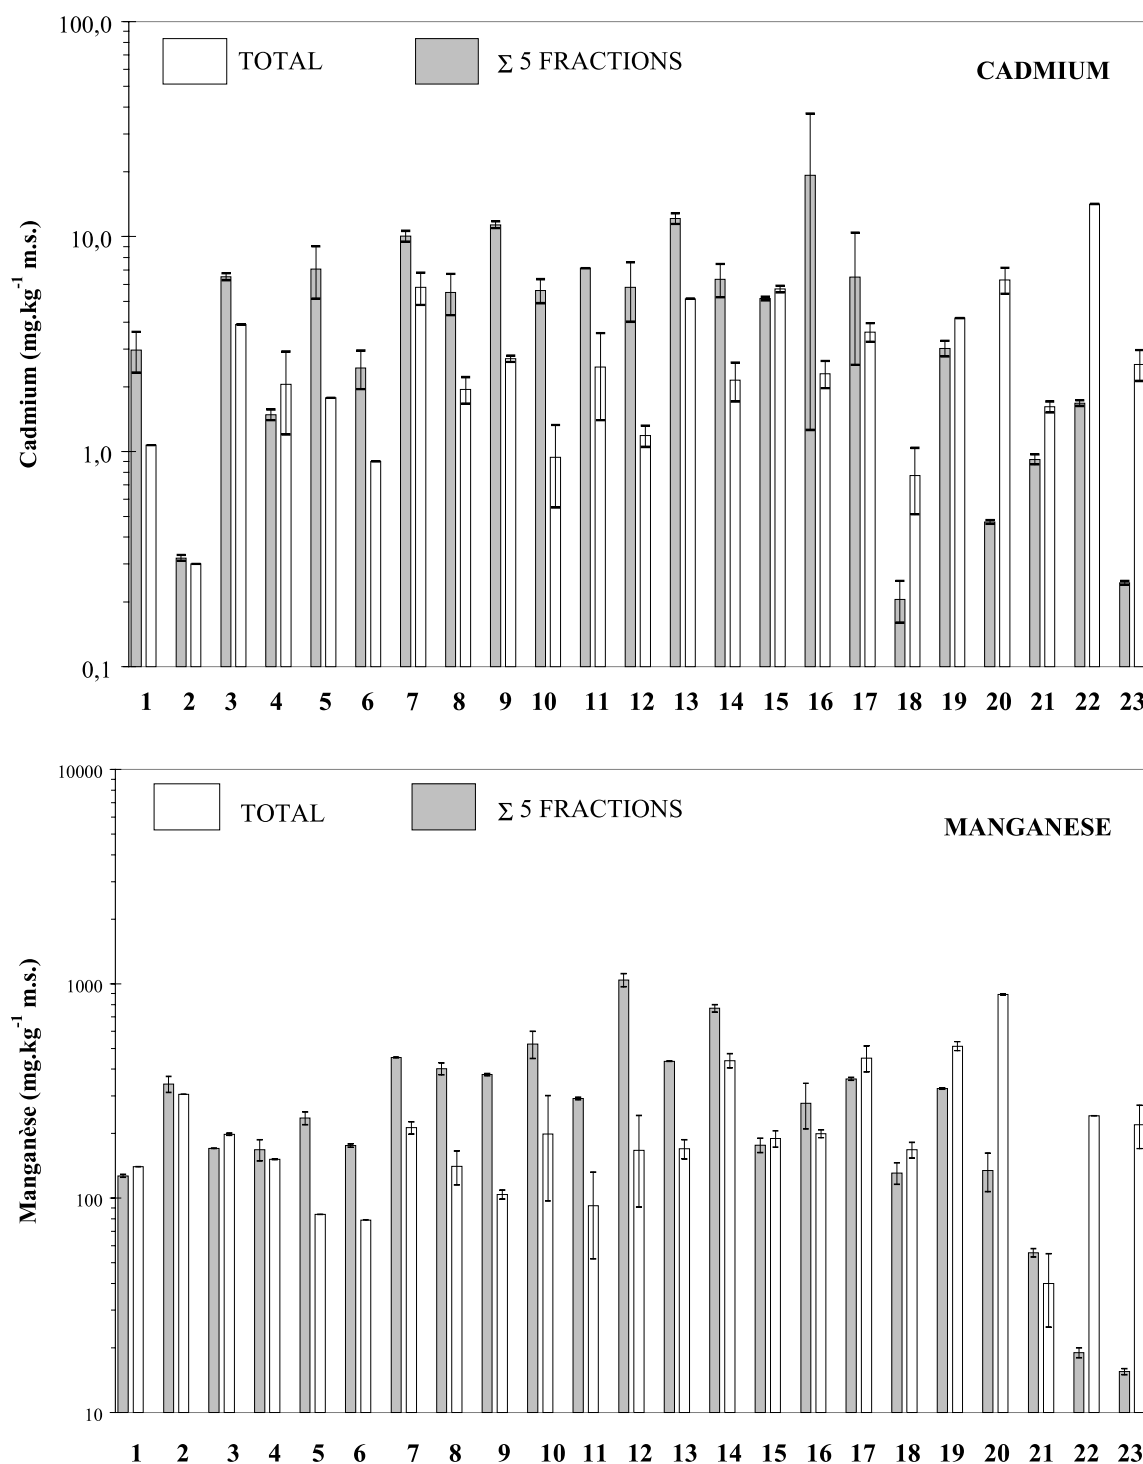 100,0
TOTAL
Σ 5 FRACTIONS
CADMIUM
10,0
1,0
0,1
Cadmium (mg.kg⁻¹ m.s.)
1 2 3 4 5 6 7 8 9 10 11 12 13 14 15 16 17 18 19 20 21 22 23
10000
TOTAL
Σ 5 FRACTIONS
MANGANESE
1000
100
10
Manganèse (mg.kg⁻¹ m.s.)
1 2 3 4 5 6 7 8 9 10 11 12 13 14 15 16 17 18 19 20 21 22 23